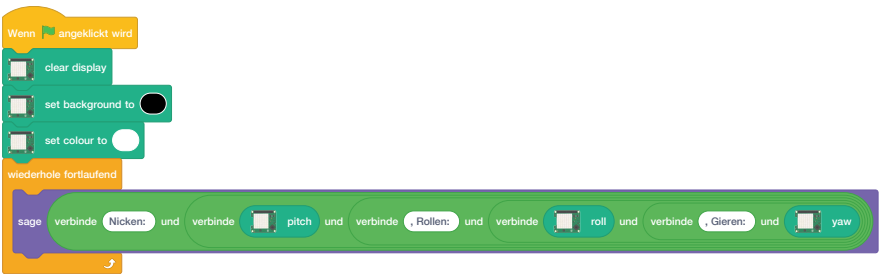 Wenn angeklickt wird
clear display
set background to
set colour to
wiederhole fortlaufend
sage verbinde Nicken: und verbinde pitch und verbinde , Rollen: und verbinde roll und verbinde , Gieren: und yaw